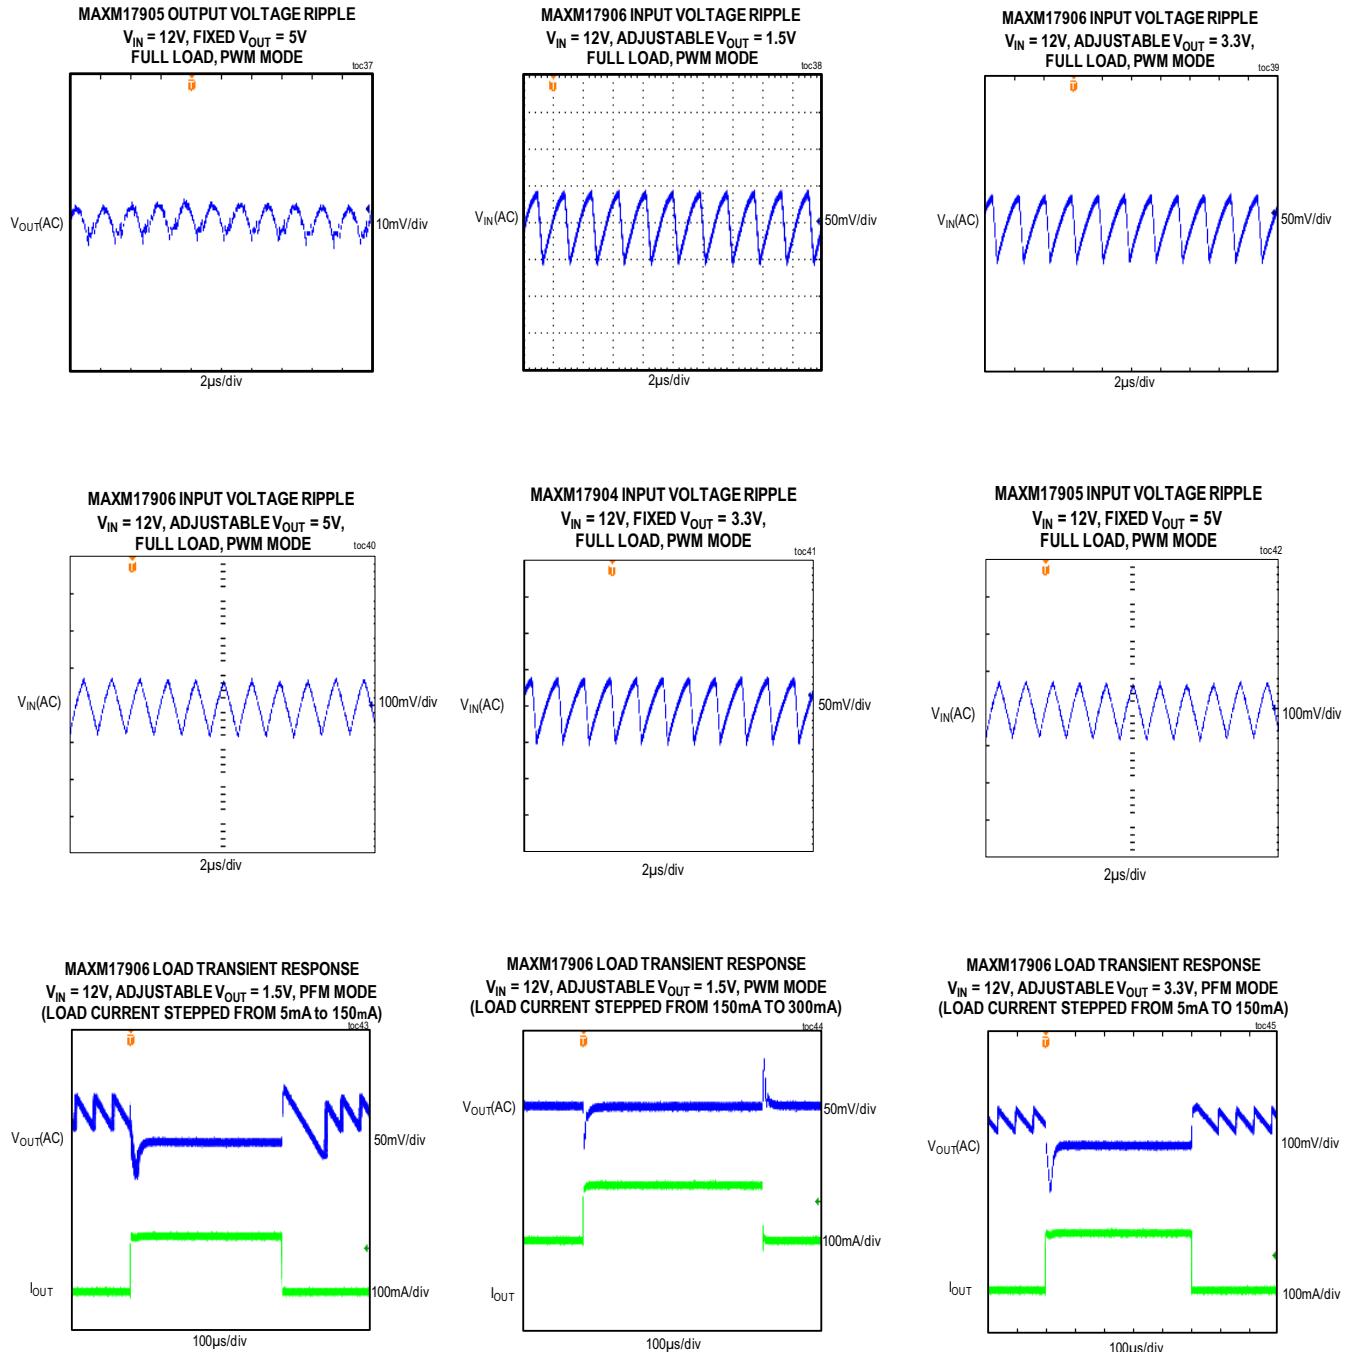 MAXM17905 OUTPUT VOLTAGE RIPPLE
VIN = 12V, FIXED VOUT = 5V
FULL LOAD, PWM MODE
toc37
T
VOUT(AC)
10mV/div
2µs/div
MAXM17906 INPUT VOLTAGE RIPPLE
VIN = 12V, ADJUSTABLE VOUT = 1.5V
FULL LOAD, PWM MODE
toc38
T
VIN(AC)
50mV/div
2µs/div
MAXM17906 INPUT VOLTAGE RIPPLE
VIN = 12V, ADJUSTABLE VOUT = 3.3V,
FULL LOAD, PWM MODE
toc39
T
VIN(AC)
50mV/div
2µs/div
MAXM17906 INPUT VOLTAGE RIPPLE
VIN = 12V, ADJUSTABLE VOUT = 5V,
FULL LOAD, PWM MODE
toc40
T
VIN(AC)
100mV/div
2µs/div
MAXM17904 INPUT VOLTAGE RIPPLE
VIN = 12V, FIXED VOUT = 3.3V,
FULL LOAD, PWM MODE
toc41
T
VIN(AC)
50mV/div
2µs/div
MAXM17905 INPUT VOLTAGE RIPPLE
VIN = 12V, FIXED VOUT = 5V
FULL LOAD, PWM MODE
toc42
T
VIN(AC)
100mV/div
2µs/div
MAXM17906 LOAD TRANSIENT RESPONSE
VIN = 12V, ADJUSTABLE VOUT = 1.5V, PFM MODE
(LOAD CURRENT STEPPED FROM 5mA to 150mA)
toc43
T
VOUT(AC)
50mV/div
IOUT
100mA/div
100µs/div
MAXM17906 LOAD TRANSIENT RESPONSE
VIN = 12V, ADJUSTABLE VOUT = 1.5V, PWM MODE
(LOAD CURRENT STEPPED FROM 150mA TO 300mA)
toc44
T
VOUT(AC)
50mV/div
100mA/div
IOUT
100µs/div
MAXM17906 LOAD TRANSIENT RESPONSE
VIN = 12V, ADJUSTABLE VOUT = 3.3V, PFM MODE
(LOAD CURRENT STEPPED FROM 5mA TO 150mA)
toc45
T
VOUT(AC)
100mV/div
IOUT
100mA/div
100µs/div